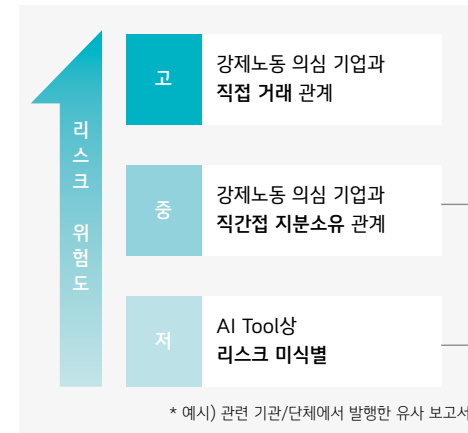 리스크 위험도
고
강제노동 의심 기업과
직접 거래 관계
중
강제노동 의심 기업과
직간접 지분소유 관계
저
AI Tool상
리스크 미식별
* 예시) 관련 기관/단체에서 발행한 유사 보고서